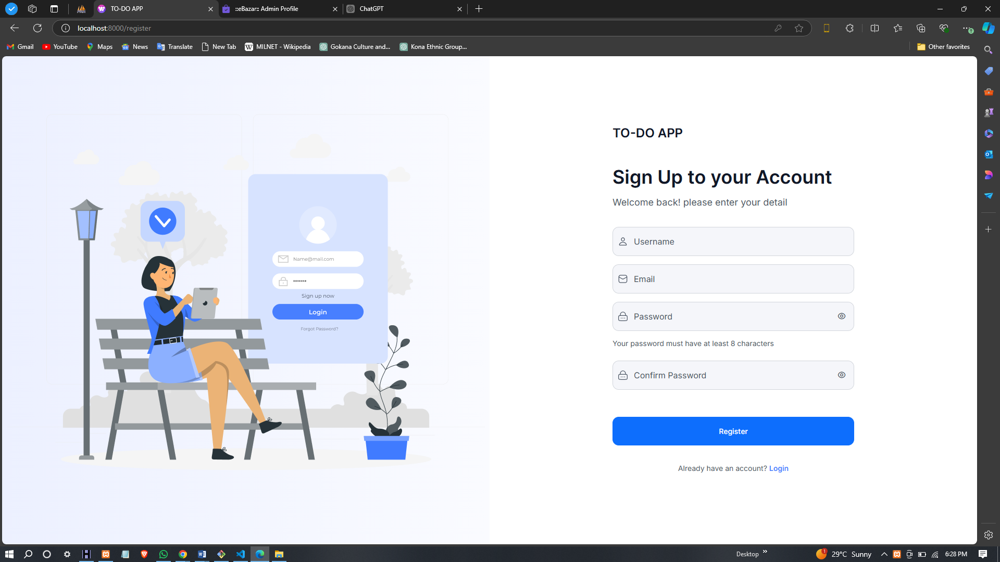 TO-DO APP
::eBazar:: Admin Profile
ChatGPT
localhost:8000/register
Gmail
YouTube
Maps
News
Translate
New Tab
MILNET - Wikipedia
Gokana Culture and...
Kona Ethnic Group...
Other favorites
Name@mail.com
*******
Sign up now
Login
Forgot Password?
TO-DO APP
Sign Up to your Account
Welcome back! please enter your detail
Username
Email
Password
Your password must have at least 8 characters
Confirm Password
Register
Already have an account? Login
Desktop
29°C Sunny
6:28 PM